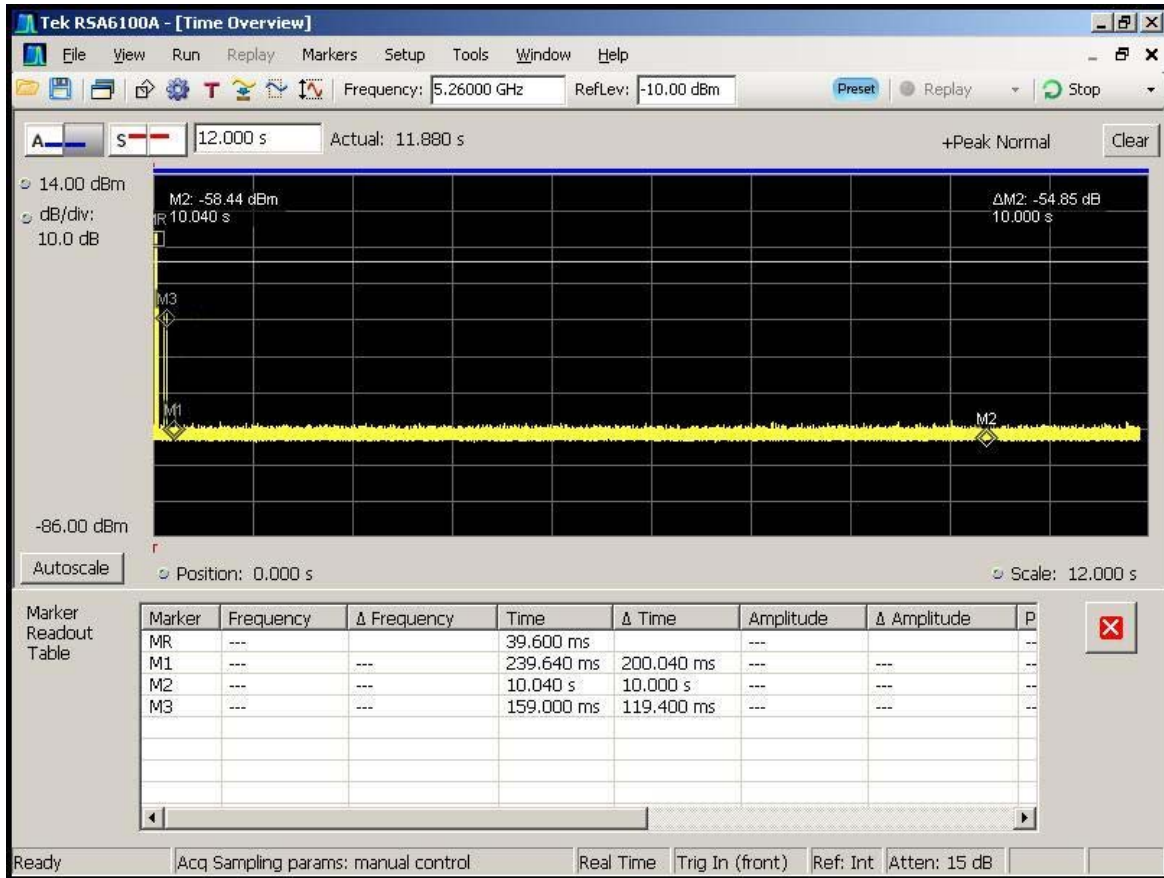 Tek RSA6100A - [Time Overview]
File View Run Replay Markers Setup Tools Window Help
T Frequency: 5.26000 GHz RefLev: -10.00 dBm Preset Replay Stop
A S 12.000 s Actual: 11.880 s +Peak Normal Clear
14.00 dBm
dB/div:
10.0 dB
M2: -58.44 dBm
10.040 s
ΔM2: -54.85 dB
10.000 s
MR
M3
M1
M2
-86.00 dBm
Autoscale
Position: 0.000 s Scale: 12.000 s
Marker
Readout
Table
Marker Frequency Δ Frequency Time Δ Time Amplitude Δ Amplitude P
MR --- 39.600 ms --- --
M1 --- --- 239.640 ms 200.040 ms --- --- --
M2 --- --- 10.040 s 10.000 s --- --- --
M3 --- --- 159.000 ms 119.400 ms --- --- --
Ready Acq Sampling params: manual control Real Time Trig In (front) Ref: Int Atten: 15 dB